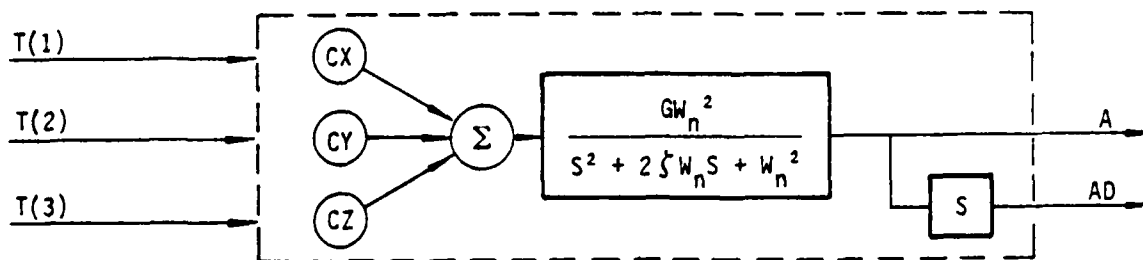 T(1)
CX
T(2)
CY
Σ
GWn²
S² + 2ζWnS + Wn²
A
T(3)
CZ
S
AD